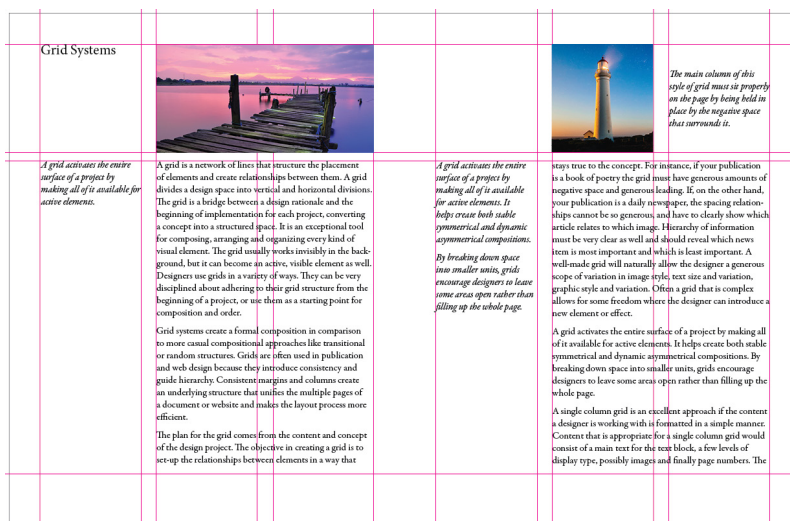 Grid Systems
A grid activates the entire
surface of a project by
making all of it available for
active elements.
A grid is a network of lines that structure the placement
of elements and create relationships between them. A grid
divides a design space into vertical and horizontal divisions.
The grid is a bridge between a design rationale and the
beginning of implementation for each project, converting
a concept into a structured space. It is an exceptional tool
for composing, arranging and organizing every kind of
visual element. The grid usually works invisibly in the back-
ground, but it can become an active, visible element as well.
Designers use grids in a variety of ways. They can be very
disciplined about adhering to their grid structure from the
beginning of a project, or use them as a starting point for
composition and order.
Grid systems create a formal composition in comparison
to more casual compositional approaches like transitional
or random structures. Grids are often used in publication
and web design because they introduce consistency and
guide hierarchy. Consistent margins and columns create
an underlying structure that unifies the multiple pages of
a document or website and makes the layout process more
efficient.
The plan for the grid comes from the content and concept
of the design project. The objective in creating a grid is to
set-up the relationships between elements in a way that
A grid activates the entire
surface of a project by
making all of it available
for active elements. It
helps create both stable
symmetrical and dynamic
asymmetrical compositions.
By breaking down space
into smaller units, grids
encourage designers to leave
some areas open rather than
filling up the whole page.
The main column of this
style of grid must sit properly
on the page by being held in
place by the negative space
that surrounds it.
stays true to the concept. For instance, if your publication
is a book of poetry the grid must have generous amounts of
negative space and generous leading. If, on the other hand,
your publication is a daily newspaper, the spacing relation-
ships cannot be so generous, and have to clearly show which
article relates to which image. Hierarchy of information
must be very clear as well and should reveal which news
item is most important and which is least important. A
well-made grid will naturally allow the designer a generous
scope of variation in image style, text size and variation,
graphic style and variation. Often a grid that is complex
allows for some freedom where the designer can introduce a
new element or effect.
A grid activates the entire surface of a project by making all
of it available for active elements. It helps create both stable
symmetrical and dynamic asymmetrical compositions. By
breaking down space into smaller units, grids encourage
designers to leave some areas open rather than filling up the
whole page.
A single column grid is an excellent approach if the content
a designer is working with is formatted in a simple manner.
Content that is appropriate for a single column grid would
consist of a main text for the text block, a few levels of
display type, possibly images and finally page numbers. The